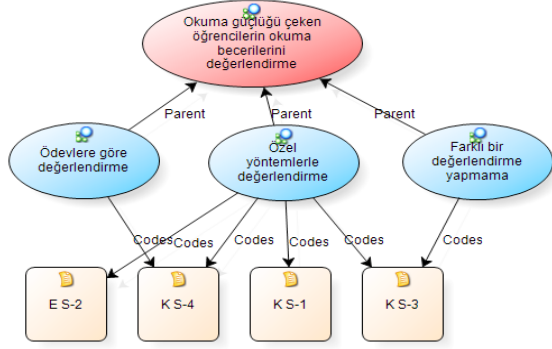 Okuma güçlüğü çeken
öğrencilerin okuma
becerilerini
değerlendirme
Parent
Parent
Parent
Ödevlere göre
değerlendirme
Özel
yöntemlerle
değerlendirme
Farklı bir
değerlendirme
yapmama
Codes
Codes
Codes
Codes
Codes
Codes
E S-2
K S-4
K S-1
K S-3